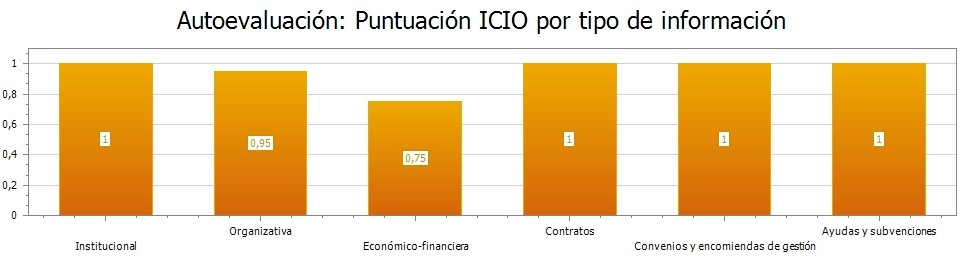 Autoevaluación: Puntuación ICIO por tipo de información
1
0,8
0,6
0,4
0,2
0
1
0,95
0,75
1
1
1
Institucional
Organizativa
Económico-financiera
Contratos
Convenios y encomiendas de gestión
Ayudas y subvenciones